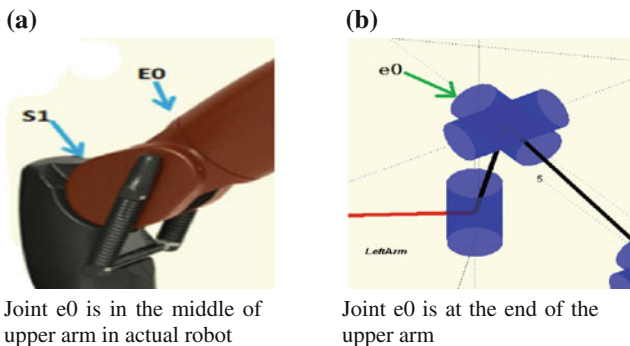 (a)
E0
S1
Joint e0 is in the middle of
upper arm in actual robot
(b)
e0
5
LeftArm
Joint e0 is at the end of the
upper arm